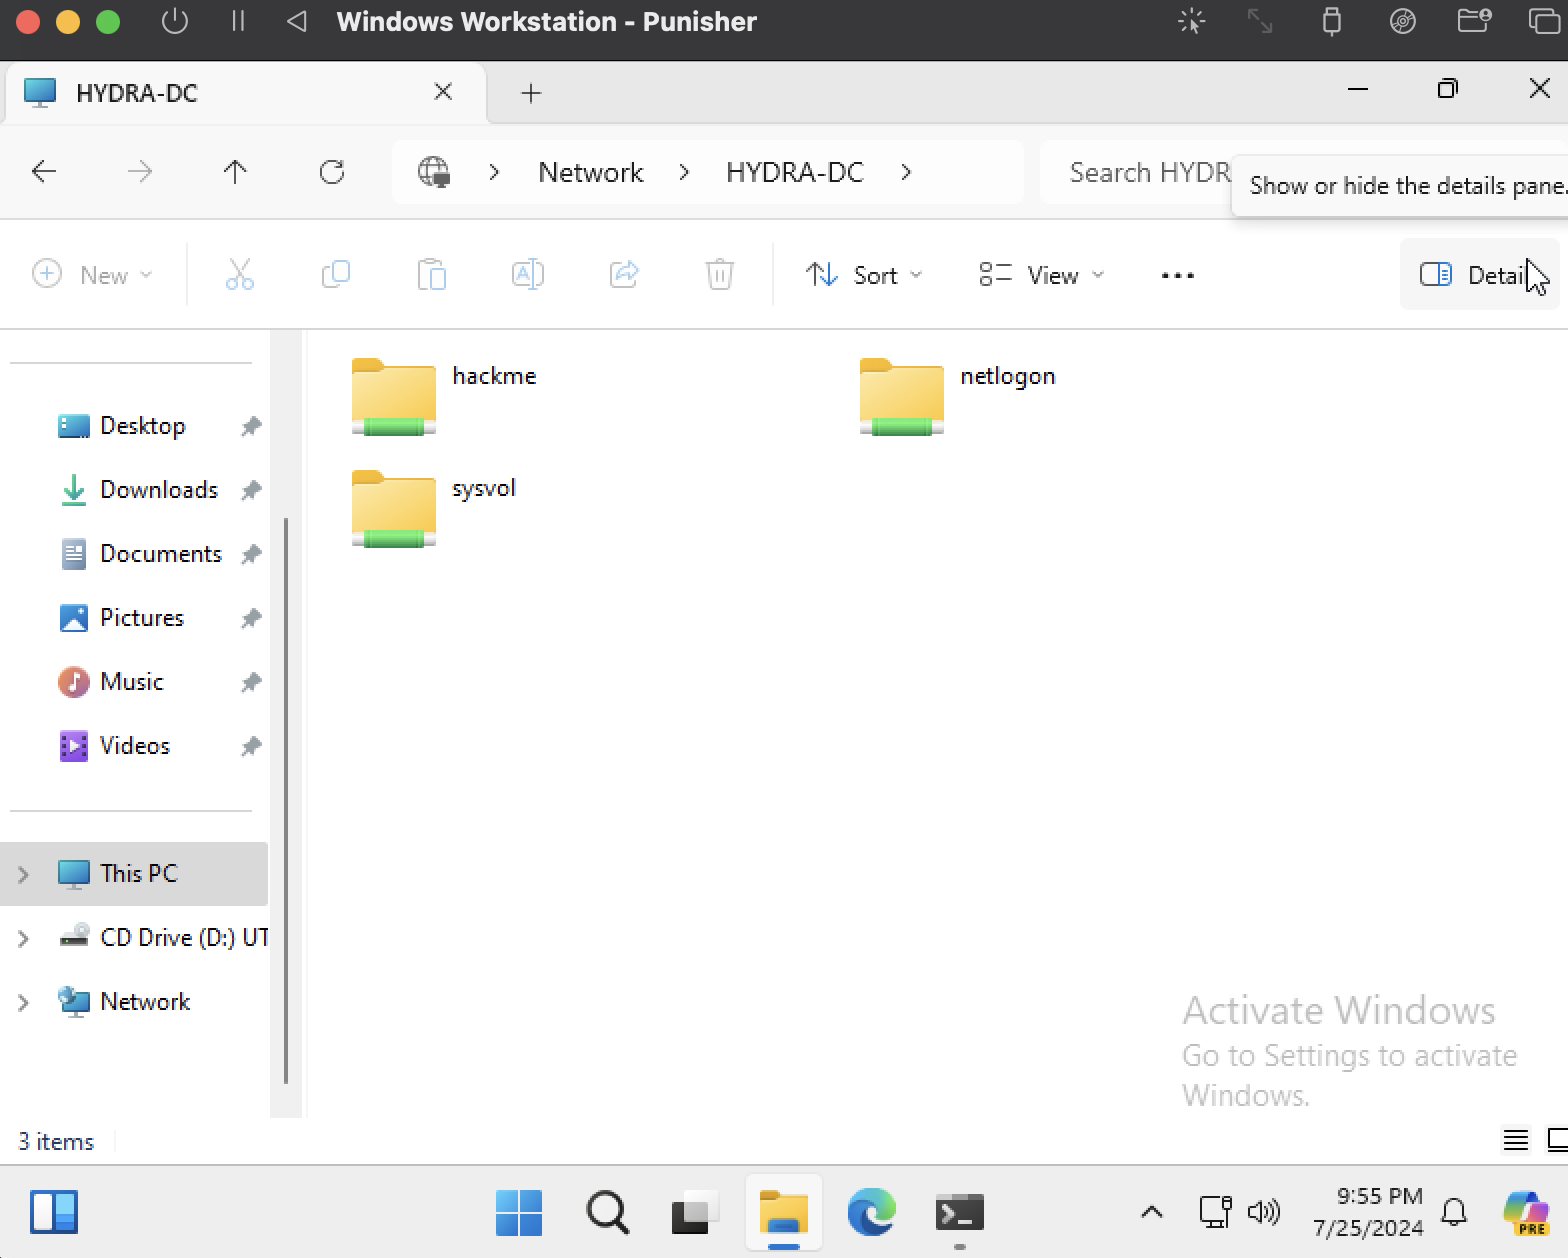 Windows Workstation - Punisher
HYDRA-DC
Network > HYDRA-DC >
Search HYDR
Show or hide the details pane.
New
Sort
View
Detail
hackme
netlogon
sysvol
Desktop
Downloads
Documents
Pictures
Music
Videos
This PC
CD Drive (D:) UT
Network
Activate Windows
Go to Settings to activate
Windows.
3 items
9:55 PM
7/25/2024
PRE